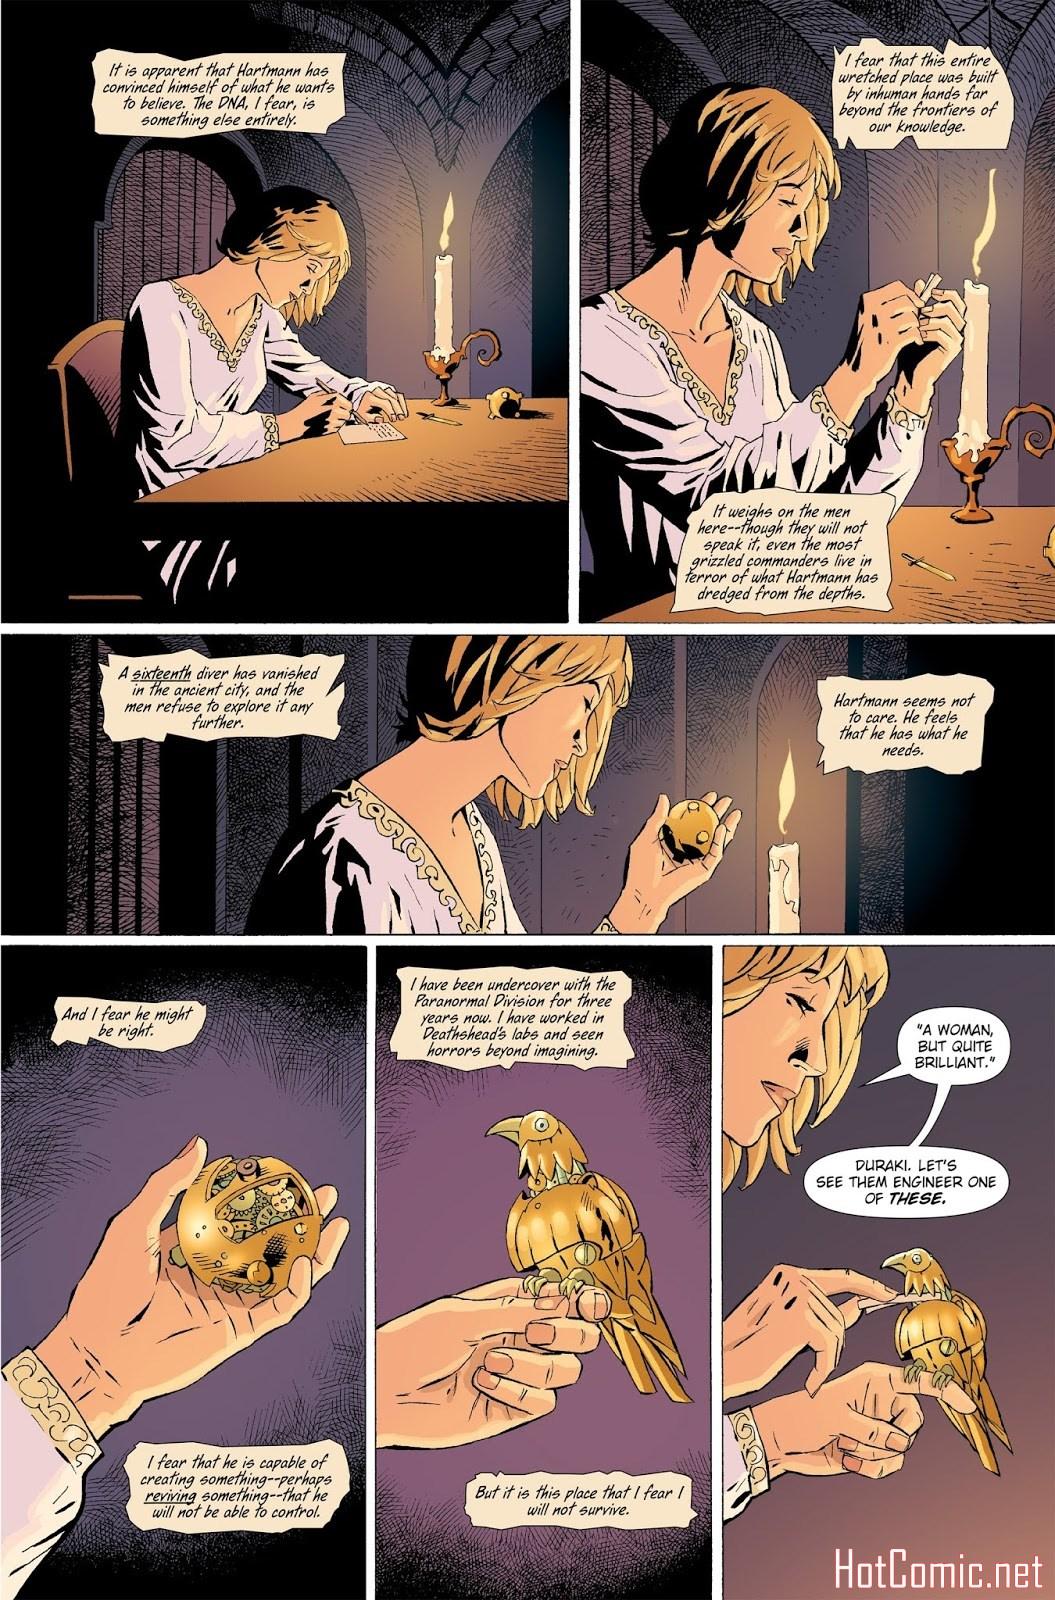 It is apparent that Hartmann has
convinced himself of what he wants
to believe. The DNA, I fear, is
something else entirely.
I fear that this entire
wretched place was built
by inhuman hands far
beyond the frontiers of
our knowledge.
It weighs on the men
here--though they will not
speak it, even the most
grizzled commanders live in
terror of what Hartmann has
dredged from the depths.
A sixteenth diver has vanished
in the ancient city, and the
men refuse to explore it any
further.
Hartmann seems not
to care. He feels
that he has what he
needs.
And I fear he might
be right.
I fear that he is capable of
creating something--perhaps
reviving something--that he
will not be able to control.
I have been undercover with the
Paranormal Division for three
years now. I have worked in
Deathshead's labs and seen
horrors beyond imagining.
But it is this place that I fear I
will not survive.
"A WOMAN,
BUT QUITE
BRILLIANT."
DURAKI. LET'S
SEE THEM ENGINEER ONE
OF THESE.
HotComic.net